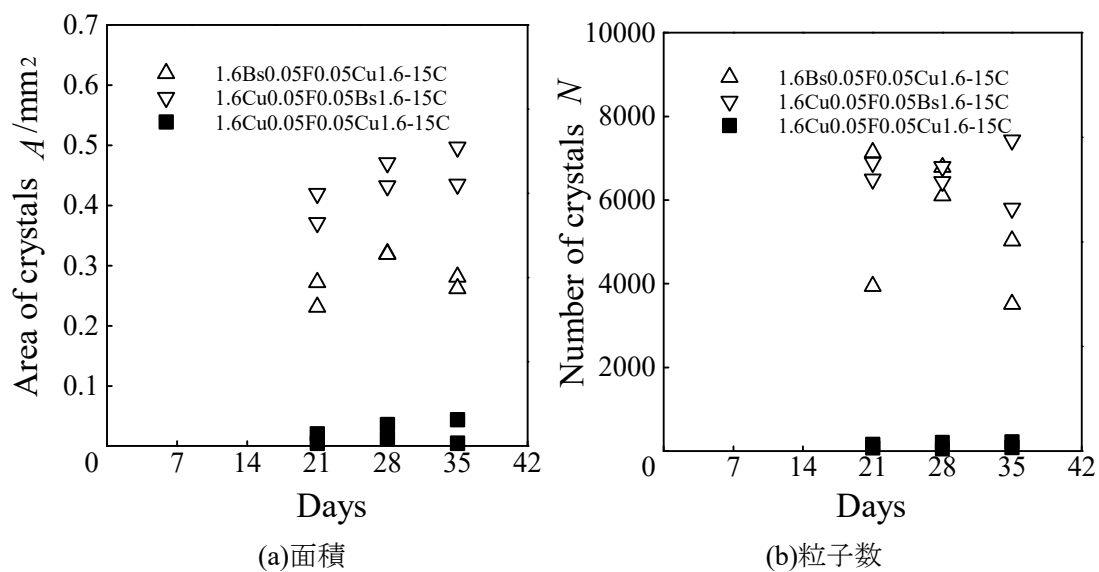 0.7
0.6
0.5
0.4
0.3
0.2
0.1
0
7
14
21
28
35
42
Area of crystals A /mm2
1.6Bs0.05F0.05Cu1.6-15C
1.6Cu0.05F0.05Bs1.6-15C
1.6Cu0.05F0.05Cu1.6-15C
Days
(a)面積
10000
8000
6000
4000
2000
0
7
14
21
28
35
42
Number of crystals N
1.6Bs0.05F0.05Cu1.6-15C
1.6Cu0.05F0.05Bs1.6-15C
1.6Cu0.05F0.05Cu1.6-15C
Days
(b)粒子数